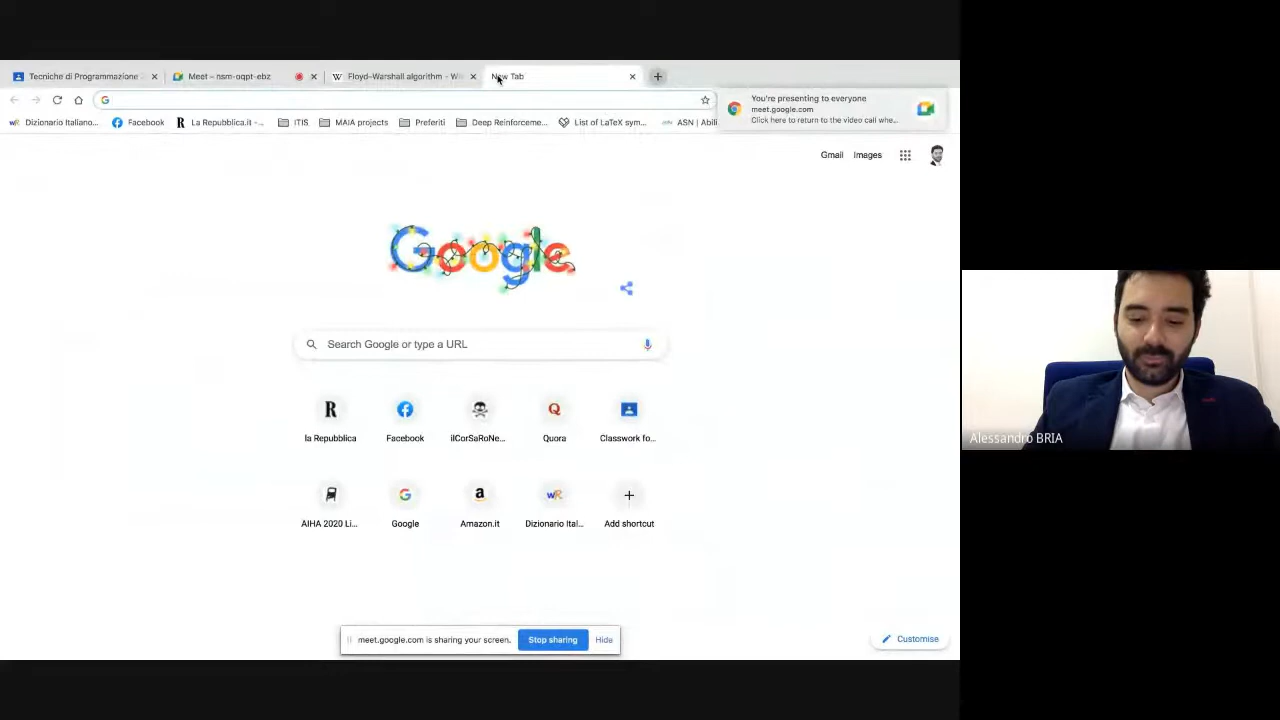 Tecniche di Programmazione
Meet – nsm-oqpt-ebz
Floyd–Warshall algorithm - Wi
New Tab
You're presenting to everyone
meet.google.com
Click here to return to the video call whe...
Dizionario Italiano...
Facebook
La Repubblica.it -...
ITIS
MAIA projects
Preferiti
Deep Reinforceme...
List of LaTeX sym...
ASN | Abili
Gmail
Images
Google
Search Google or type a URL
la Repubblica
Facebook
ilCorSaRoNe...
Quora
Classwork fo...
AIHA 2020 Li...
Google
Amazon.it
Dizionario Ital...
Add shortcut
Alessandro BRIA
meet.google.com is sharing your screen.
Stop sharing
Hide
Customise